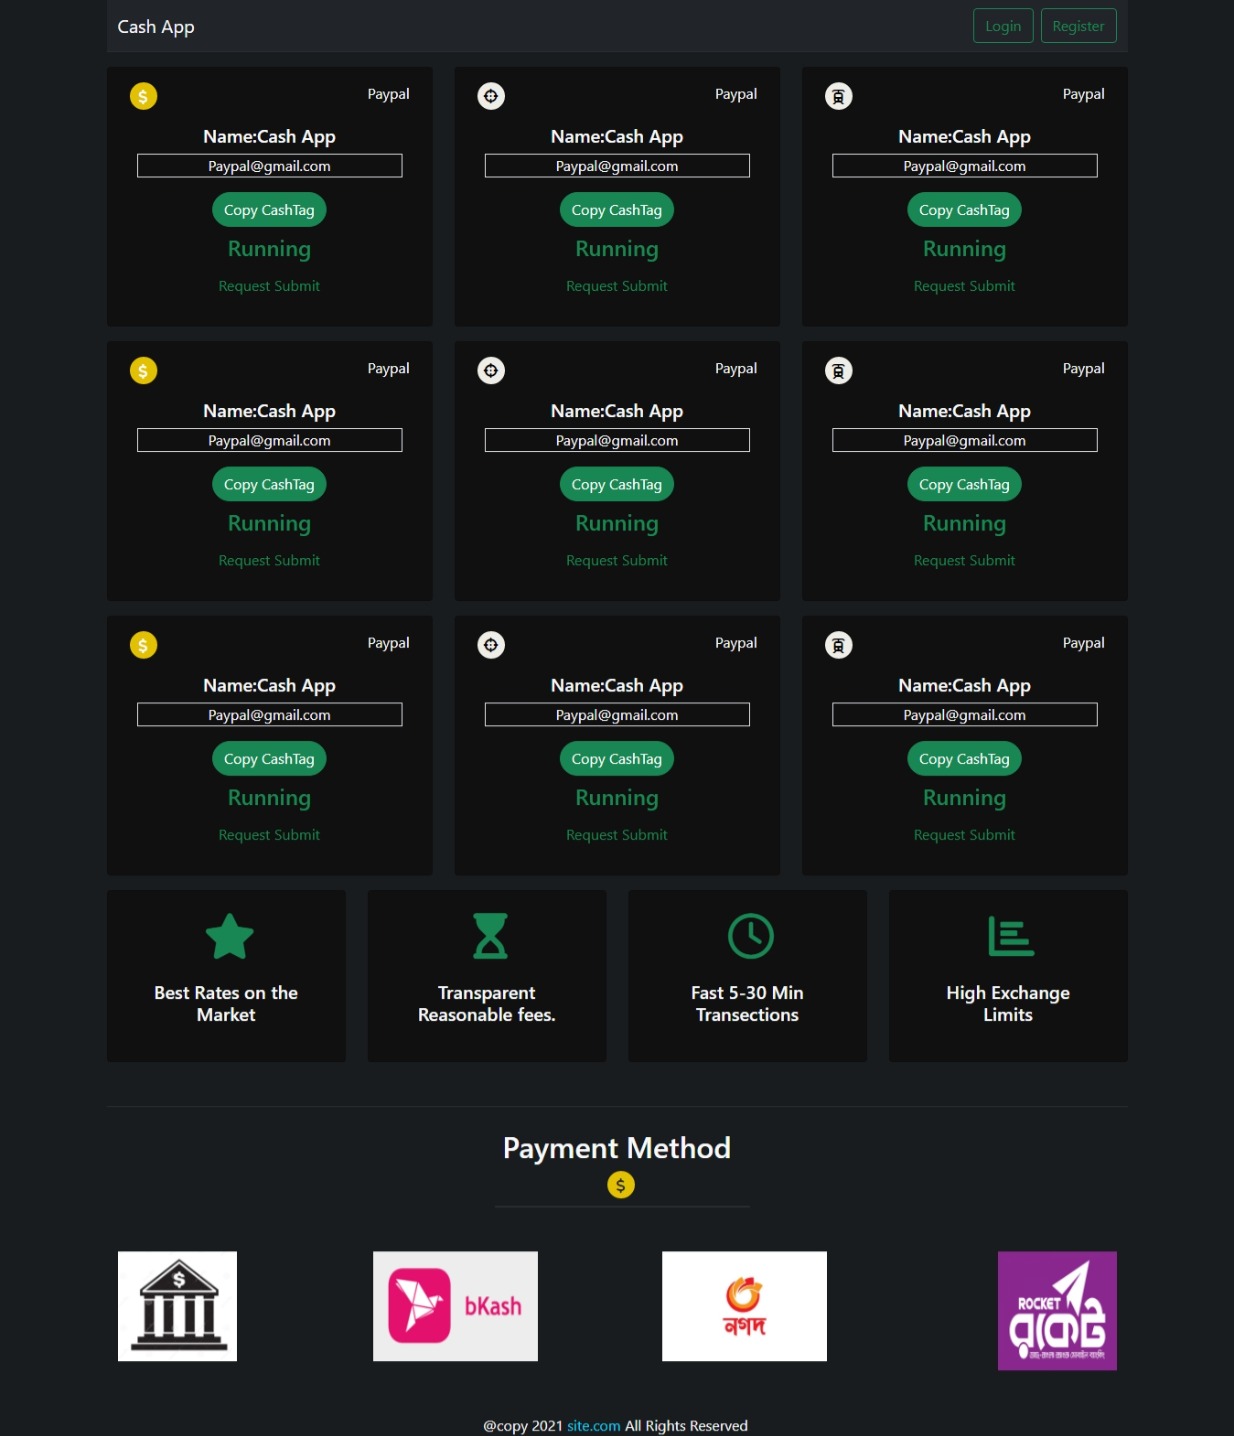 Cash App
Login
Register
Paypal
Paypal
Paypal
Name:Cash App
Name:Cash App
Name:Cash App
Paypal@gmail.com
Paypal@gmail.com
Paypal@gmail.com
Copy CashTag
Copy CashTag
Copy CashTag
Running
Running
Running
Request Submit
Request Submit
Request Submit
Paypal
Paypal
Paypal
Name:Cash App
Name:Cash App
Name:Cash App
Paypal@gmail.com
Paypal@gmail.com
Paypal@gmail.com
Copy CashTag
Copy CashTag
Copy CashTag
Running
Running
Running
Request Submit
Request Submit
Request Submit
Paypal
Paypal
Paypal
Name:Cash App
Name:Cash App
Name:Cash App
Paypal@gmail.com
Paypal@gmail.com
Paypal@gmail.com
Copy CashTag
Copy CashTag
Copy CashTag
Running
Running
Running
Request Submit
Request Submit
Request Submit
Best Rates on the
Market
Transparent
Reasonable fees.
Fast 5-30 Min
Transections
High Exchange
Limits
Payment Method
bKash
নগদ
ROCKET
রকেট
@copy 2021 site.com All Rights Reserved